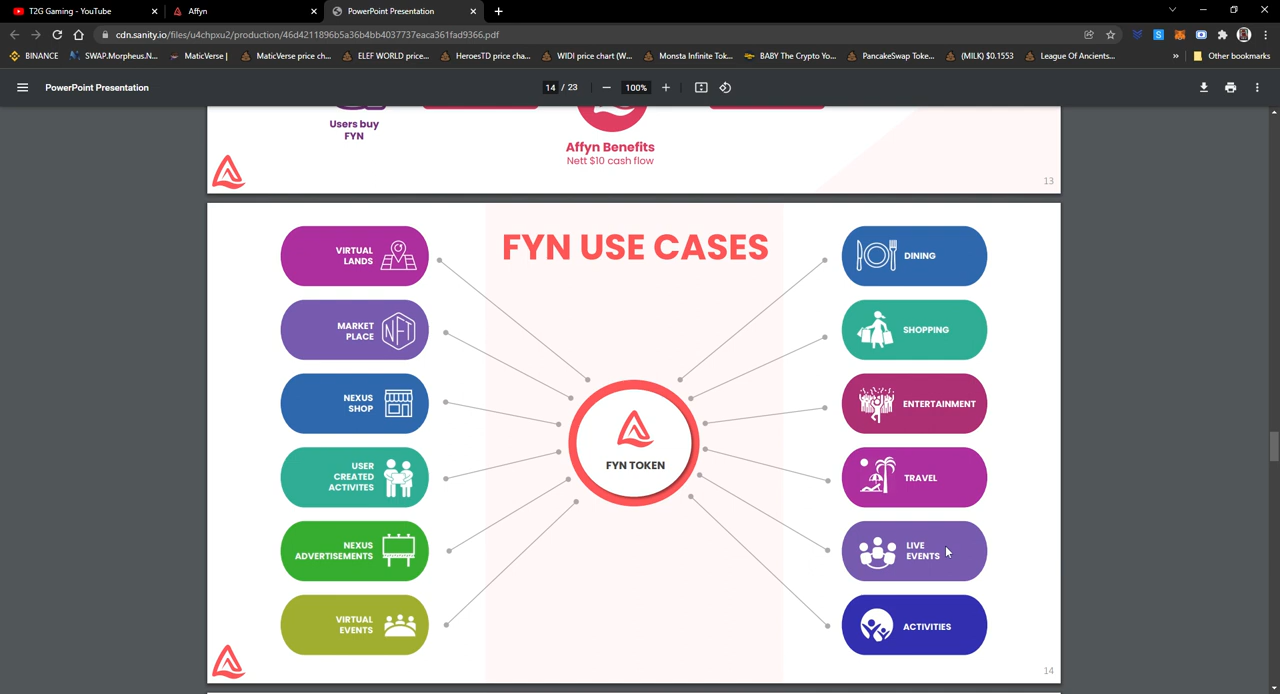 T2G Gaming - YouTube
Affyn
PowerPoint Presentation
cdn.sanity.io/files/u4chpxu2/production/46d4211896b5a36b4bb4037737eaca361fad9366.pdf
BINANCE
SWAP.Morpheus.N...
MaticVerse |
MaticVerse price ch...
ELEF WORLD price...
HeroesTD price cha...
WIDI price chart (W...
Monsta Infinite Tok...
BABY The Crypto Yo...
PancakeSwap Toke...
(MILK) $0.1553
League Of Ancients...
»
Other bookmarks
PowerPoint Presentation
14 / 23
100%
Users buy
FYN
Affyn Benefits
Nett $10 cash flow
13
FYN USE CASES
VIRTUAL
LANDS
MARKET
PLACE
NFT
NEXUS
SHOP
USER
CREATED
ACTIVITES
NEXUS
ADVERTISEMENTS
VIRTUAL
EVENTS
FYN TOKEN
DINING
SHOPPING
ENTERTAINMENT
TRAVEL
LIVE
EVENTS
ACTIVITIES
14